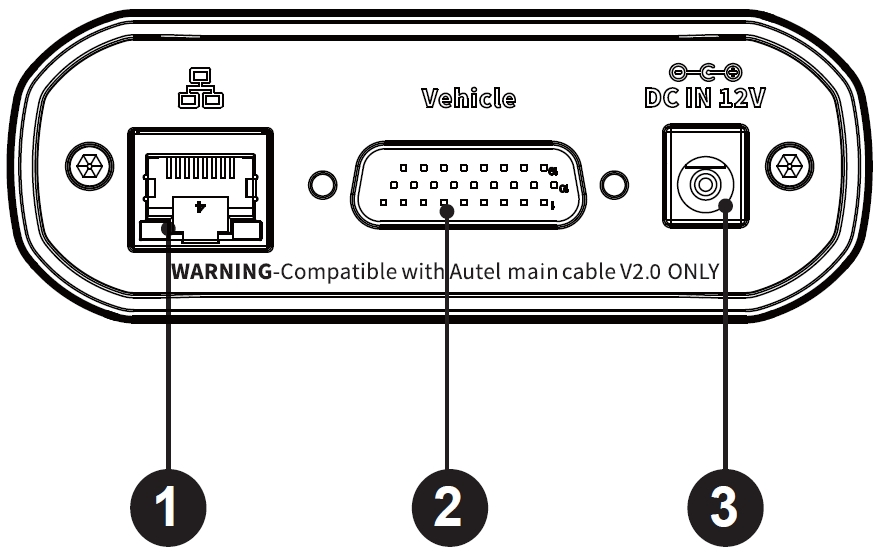 Vehicle
DC IN 12V
WARNING-Compatible with Autel main cable V2.0 ONLY
1 2 3